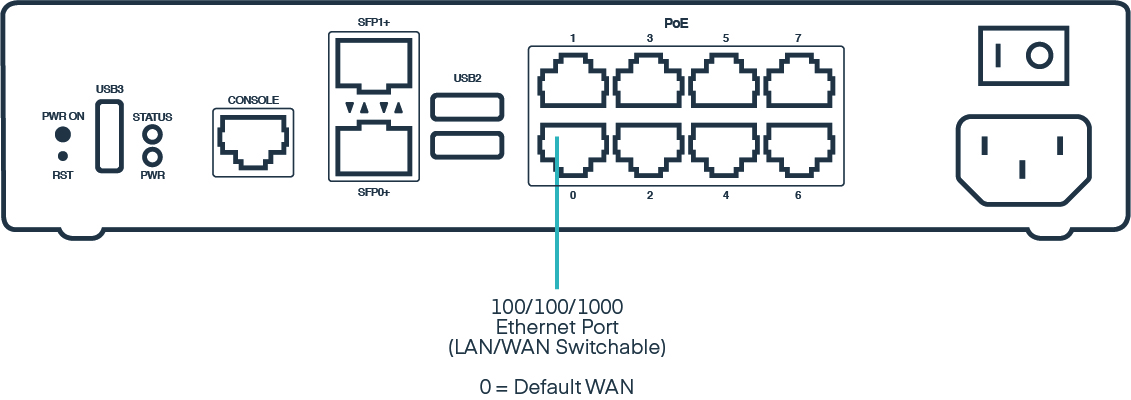 SFP1+
PoE
1 3 5 7
USB2
USB3
CONSOLE
PWR ON
STATUS
RST
PWR
SFP0+
0 2 4 6
100/100/1000
Ethernet Port
(LAN/WAN Switchable)
0 = Default WAN